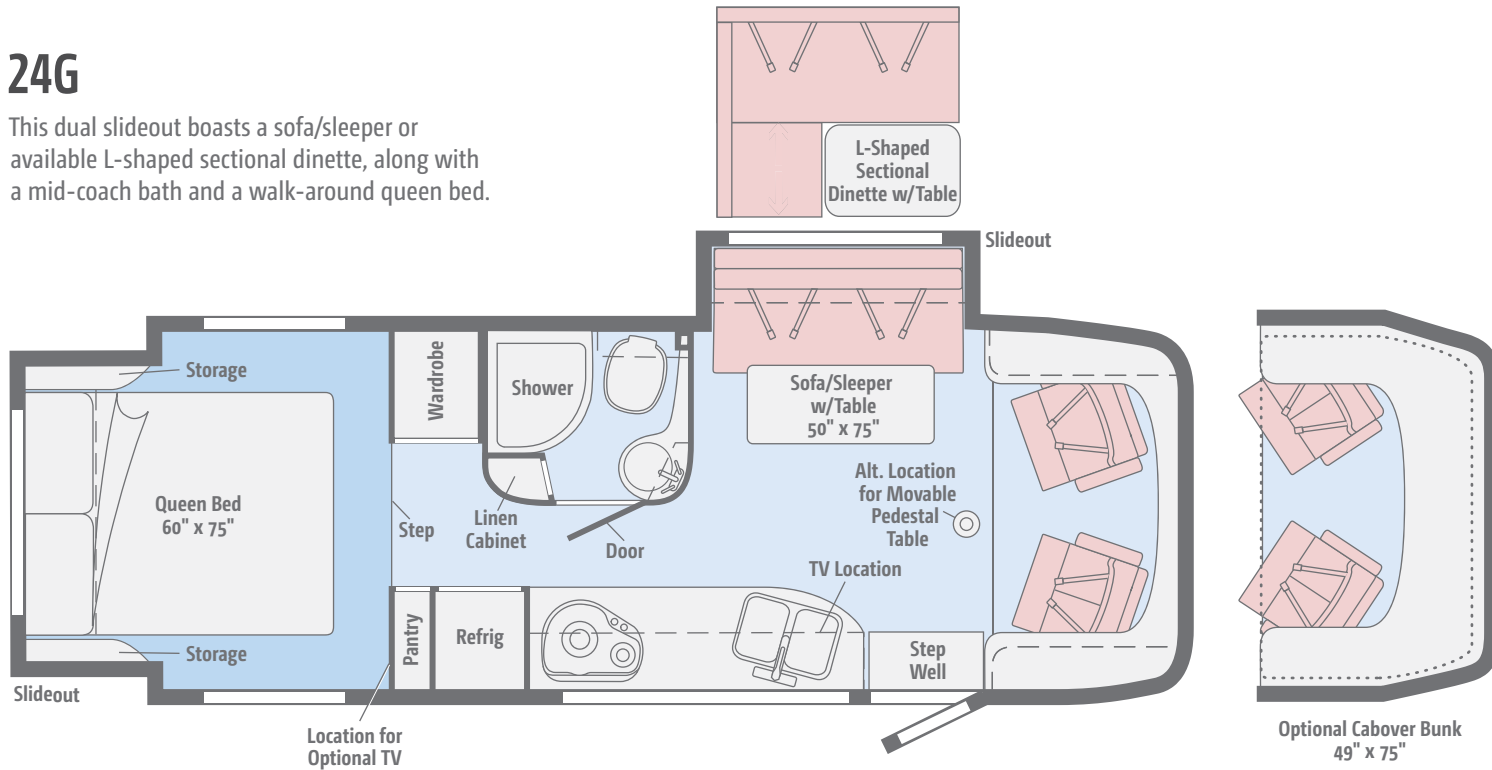 24G
This dual slideout boasts a sofa/sleeper or
available L-shaped sectional dinette, along with
a mid-coach bath and a walk-around queen bed.
L-Shaped
Sectional
Dinette w/Table
Slideout
Storage
Wardrobe
Shower
Sofa/Sleeper
w/Table
50" x 75"
Alt. Location
for Movable
Pedestal
Table
Queen Bed
60" x 75"
Step
Linen
Cabinet
Door
TV Location
Pantry
Refrig
Step
Well
Storage
Slideout
Location for
Optional TV
Optional Cabover Bunk
49" x 75"